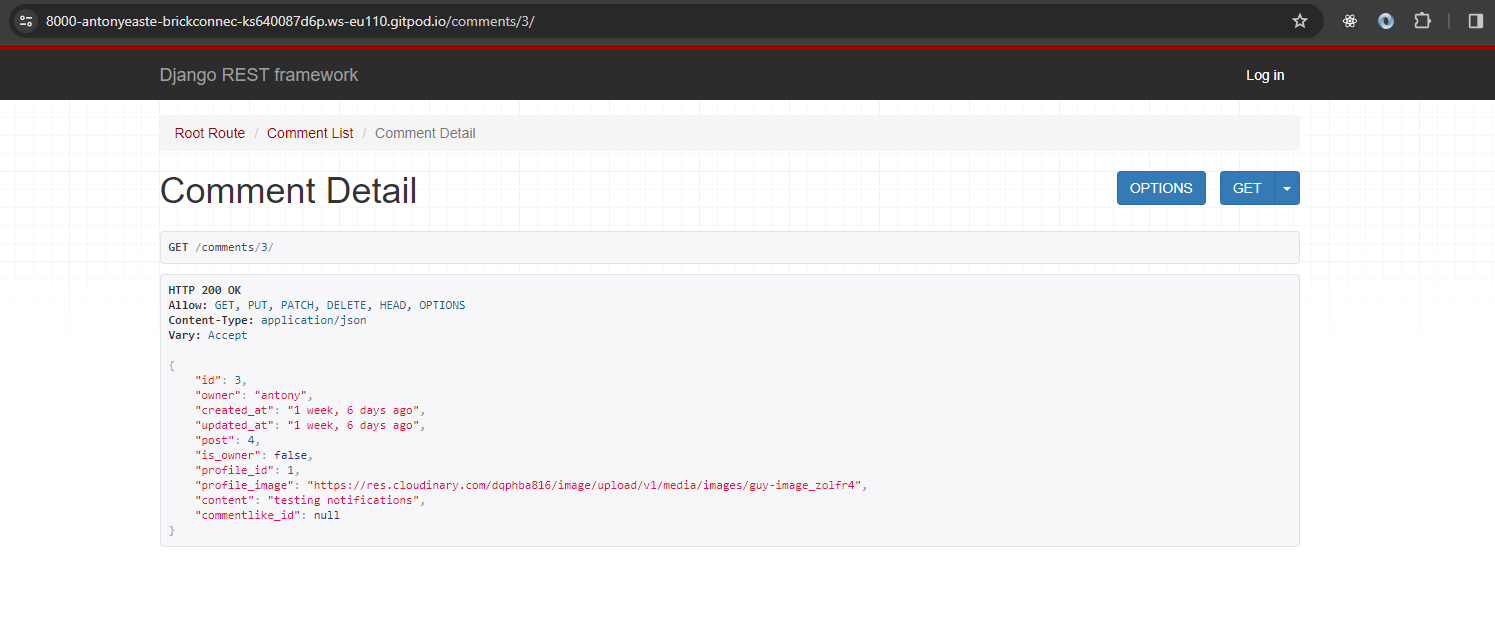 8000-antonyeaste-brickconnec-ks640087d6p.ws-eu110.gitpod.io/comments/3/
Django REST framework Log in
Root Route / Comment List / Comment Detail
Comment Detail OPTIONS GET
GET /comments/3/
HTTP 200 OK
Allow: GET, PUT, PATCH, DELETE, HEAD, OPTIONS
Content-Type: application/json
Vary: Accept
{
"id": 3,
"owner": "antony",
"created_at": "1 week, 6 days ago",
"updated_at": "1 week, 6 days ago",
"post": 4,
"is_owner": false,
"profile_id": 1,
"profile_image": "https://res.cloudinary.com/dqphba816/image/upload/v1/media/images/guy-image_zolfr4",
"content": "testing notifications",
"commentlike_id": null
}